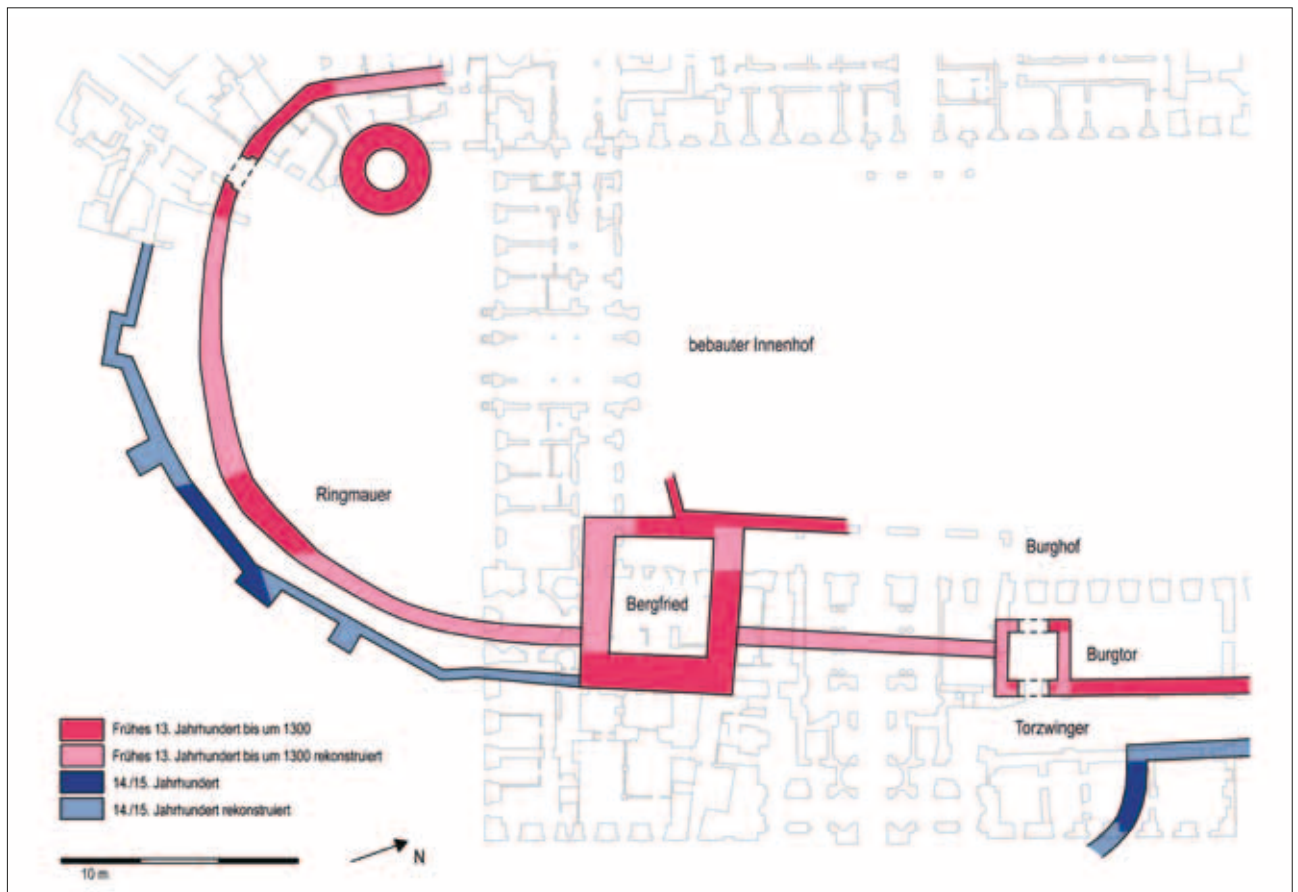 bebauter Innenhof
Ringmauer
Burghof
Bergfried
Burgtor
Torzwinger
Frühes 13. Jahrhundert bis um 1300
Frühes 13. Jahrhundert bis um 1300 rekonstruiert
14./15. Jahrhundert
14./15. Jahrhundert rekonstruiert
10 m
N